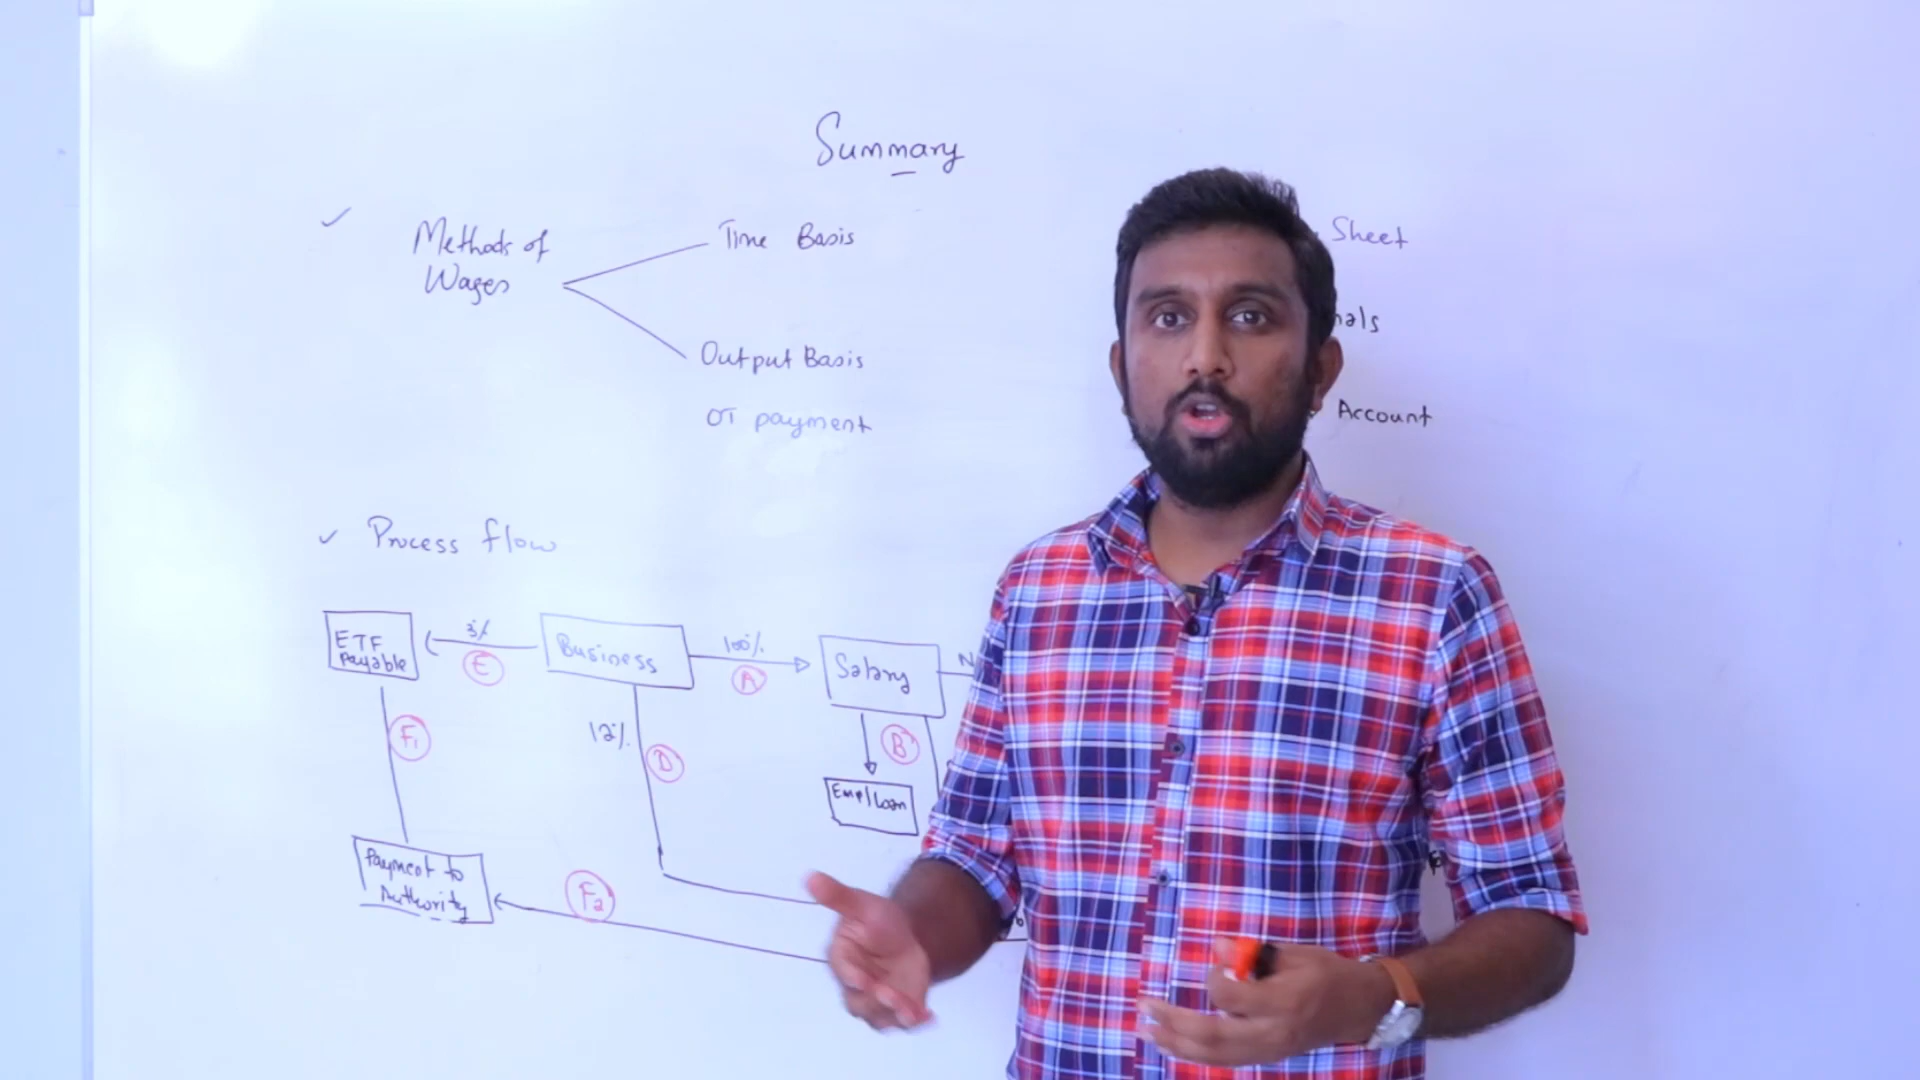 Summary
Methods of
Wages
Time Basis
Output Basis
OT payment
Sheet
Account
Process flow
ETF
payable
3%
E
Business
100%
A
Salary
N
F1
12%
D
B
Emp/Loan
Payment to
Authority
F2